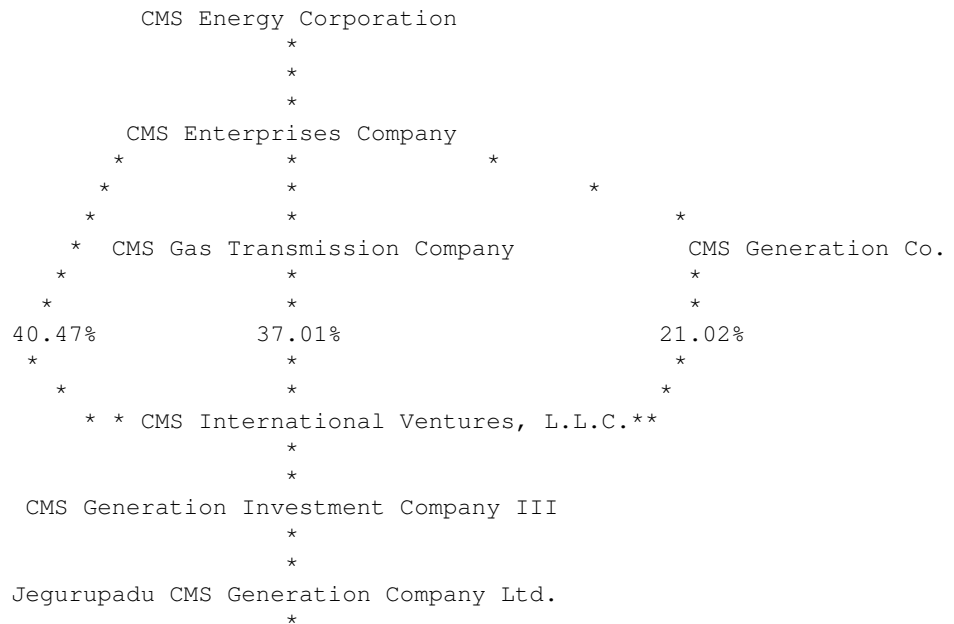 CMS Energy Corporation
*
*
*
CMS Enterprises Company
* * *
* * *
* * *
* CMS Gas Transmission Company CMS Generation Co.
* * *
* * *
40.47% 37.01% 21.02%
* * *
* * *
* * CMS International Ventures, L.L.C.**
*
*
CMS Generation Investment Company III
*
*
Jegurupadu CMS Generation Company Ltd.
*